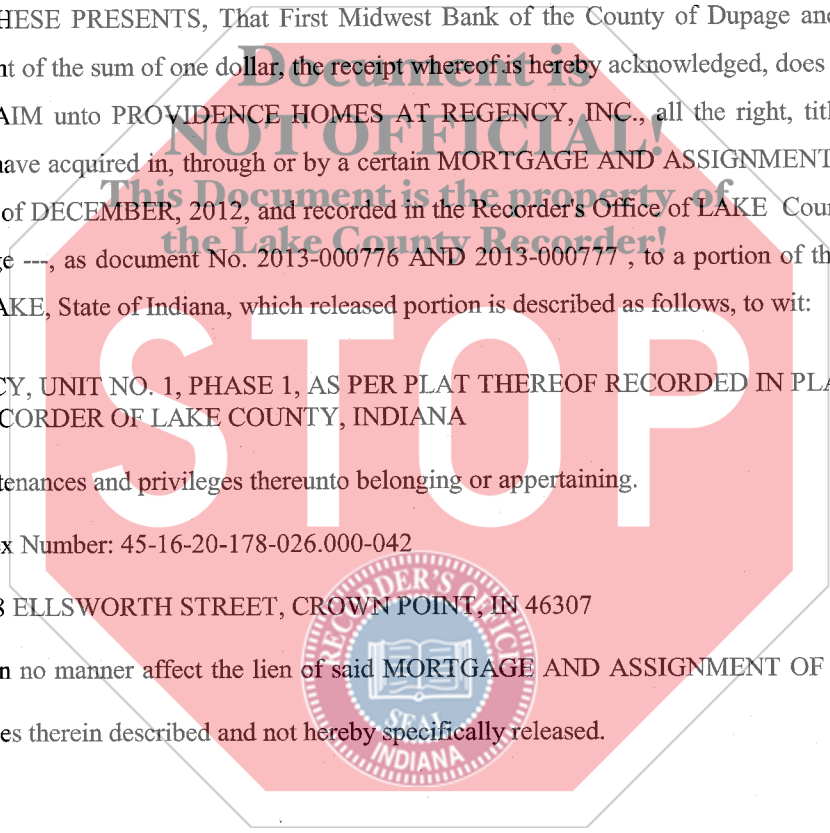 HESE PRESENTS, That First Midwest Bank of the County of Dupage and
nt of the sum of one dollar, the receipt whereof is hereby acknowledged, does
AIM unto PROVIDENCE HOMES AT REGENCY, INC., all the right, titl
have acquired in, through or by a certain MORTGAGE AND ASSIGNMENT
of DECEMBER, 2012, and recorded in the Recorder's Office of LAKE Cour
ge ---, as document No. 2013-000776 AND 2013-000777 , to a portion of th
AKE, State of Indiana, which released portion is described as follows, to wit:
CY, UNIT NO. 1, PHASE 1, AS PER PLAT THEREOF RECORDED IN PLA
CORDER OF LAKE COUNTY, INDIANA
tenances and privileges thereunto belonging or appertaining.
x Number: 45-16-20-178-026.000-042
8 ELLSWORTH STREET, CROWN POINT, IN 46307
n no manner affect the lien of said MORTGAGE AND ASSIGNMENT OF
es therein described and not hereby specifically released.
Document is
NOT OFFICIAL!
This Document is the property of
the Lake County Recorder!
STOP
RECORDER'S OFFICE
SEAL
INDIANA